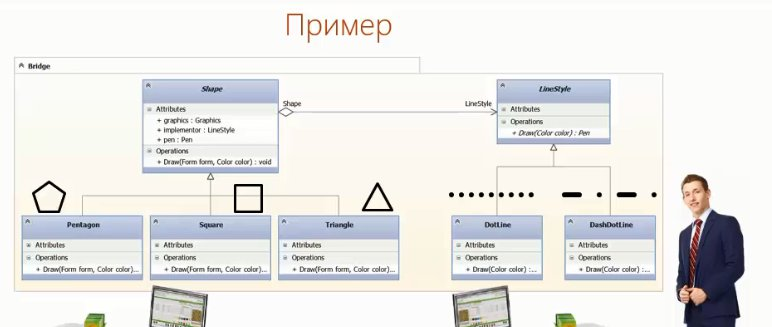 Пример
Bridge
Shape
Attributes
+ graphics : Graphics
+ implementor : LineStyle
+ pen : Pen
Operations
+ Draw(Form form, Color color) : void
Shape
LineStyle
LineStyle
Attributes
Operations
+ Draw(Color color) : Pen
Pentagon
Attributes
Operations
+ Draw(Form form, Color color)...
Square
Attributes
Operations
+ Draw(Form form, Color color)...
Triangle
Attributes
Operations
+ Draw(Form form, Color color)...
DotLine
Attributes
Operations
+ Draw(Color color) :...
DashDotLine
Attributes
Operations
+ Draw(Color color) :...